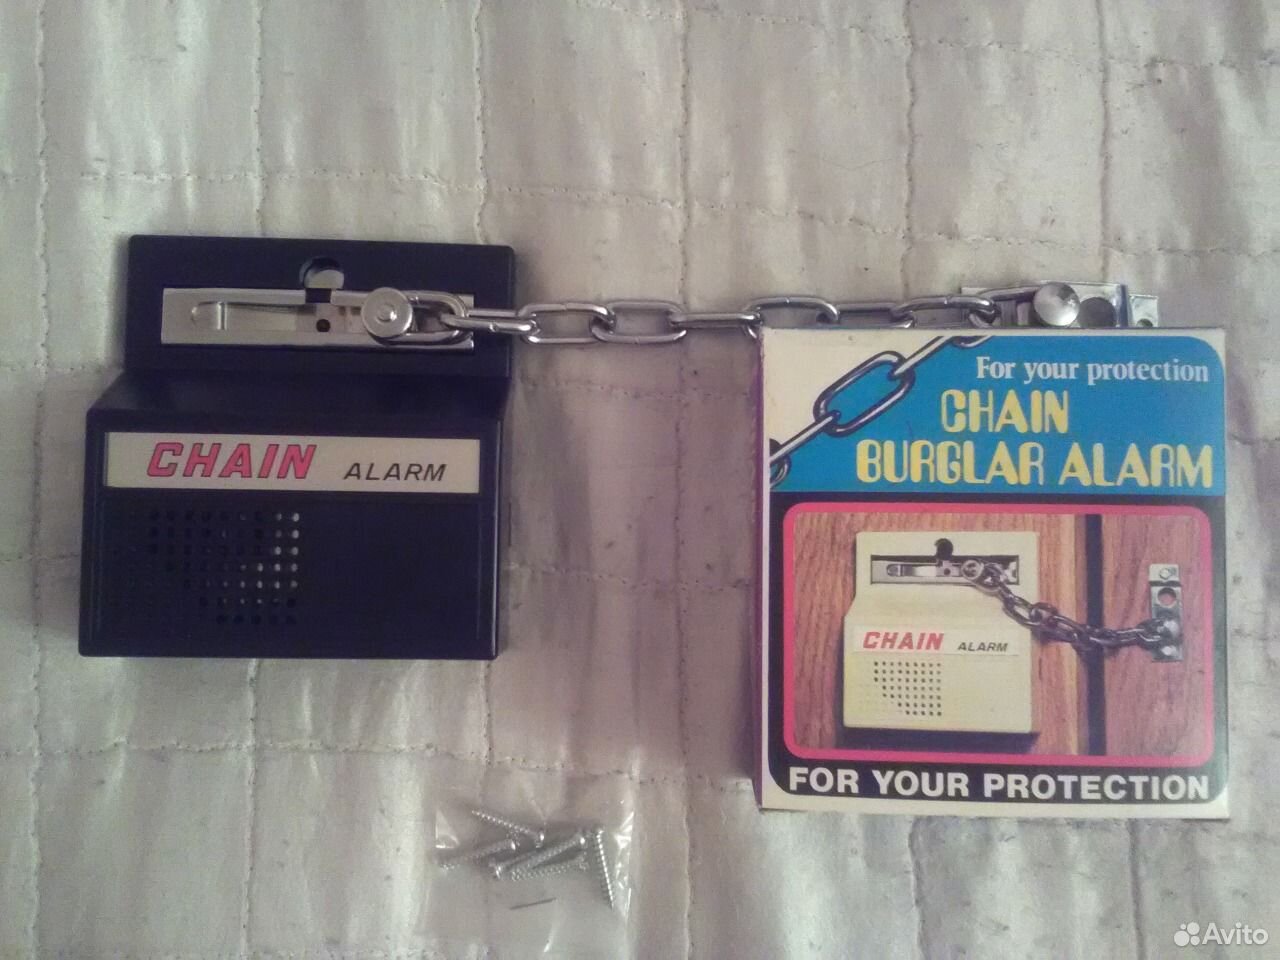 CHAIN ALARM
For your protection
CHAIN
BURGLAR ALARM
CHAIN ALARM
FOR YOUR PROTECTION
Avito